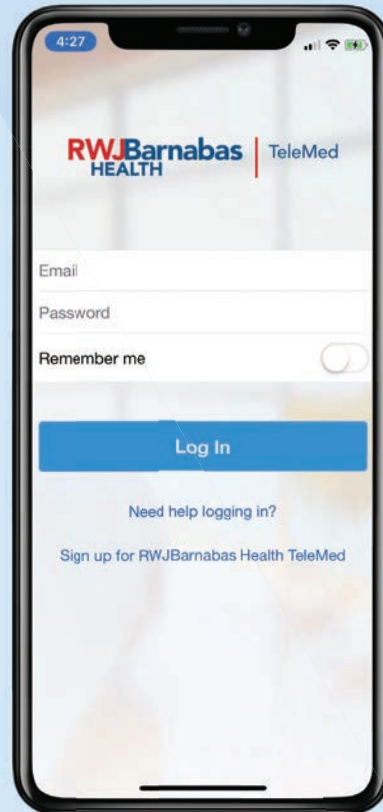 4:27
RWJBarnabas
HEALTH
TeleMed
Email
Password
Remember me
Log In
Need help logging in?
Sign up for RWJBarnabas Health TeleMed